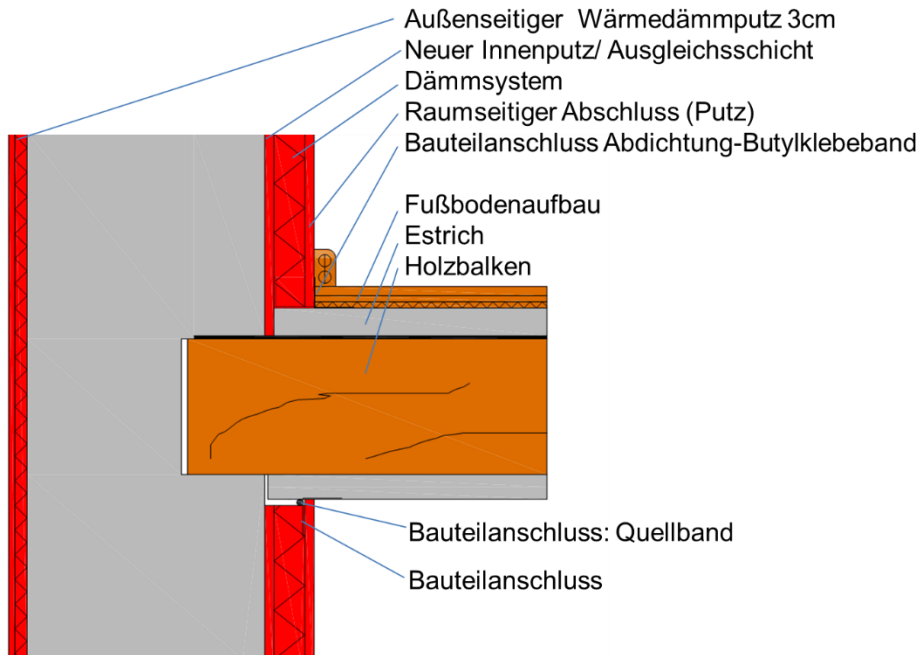 Außenseitiger Wärmedämmputz 3cm
Neuer Innenputz/ Ausgleichsschicht
Dämmsystem
Raumseitiger Abschluss (Putz)
Bauteilanschluss Abdichtung-Butylklebeband
Fußbodenaufbau
Estrich
Holzbalken
Bauteilanschluss: Quellband
Bauteilanschluss